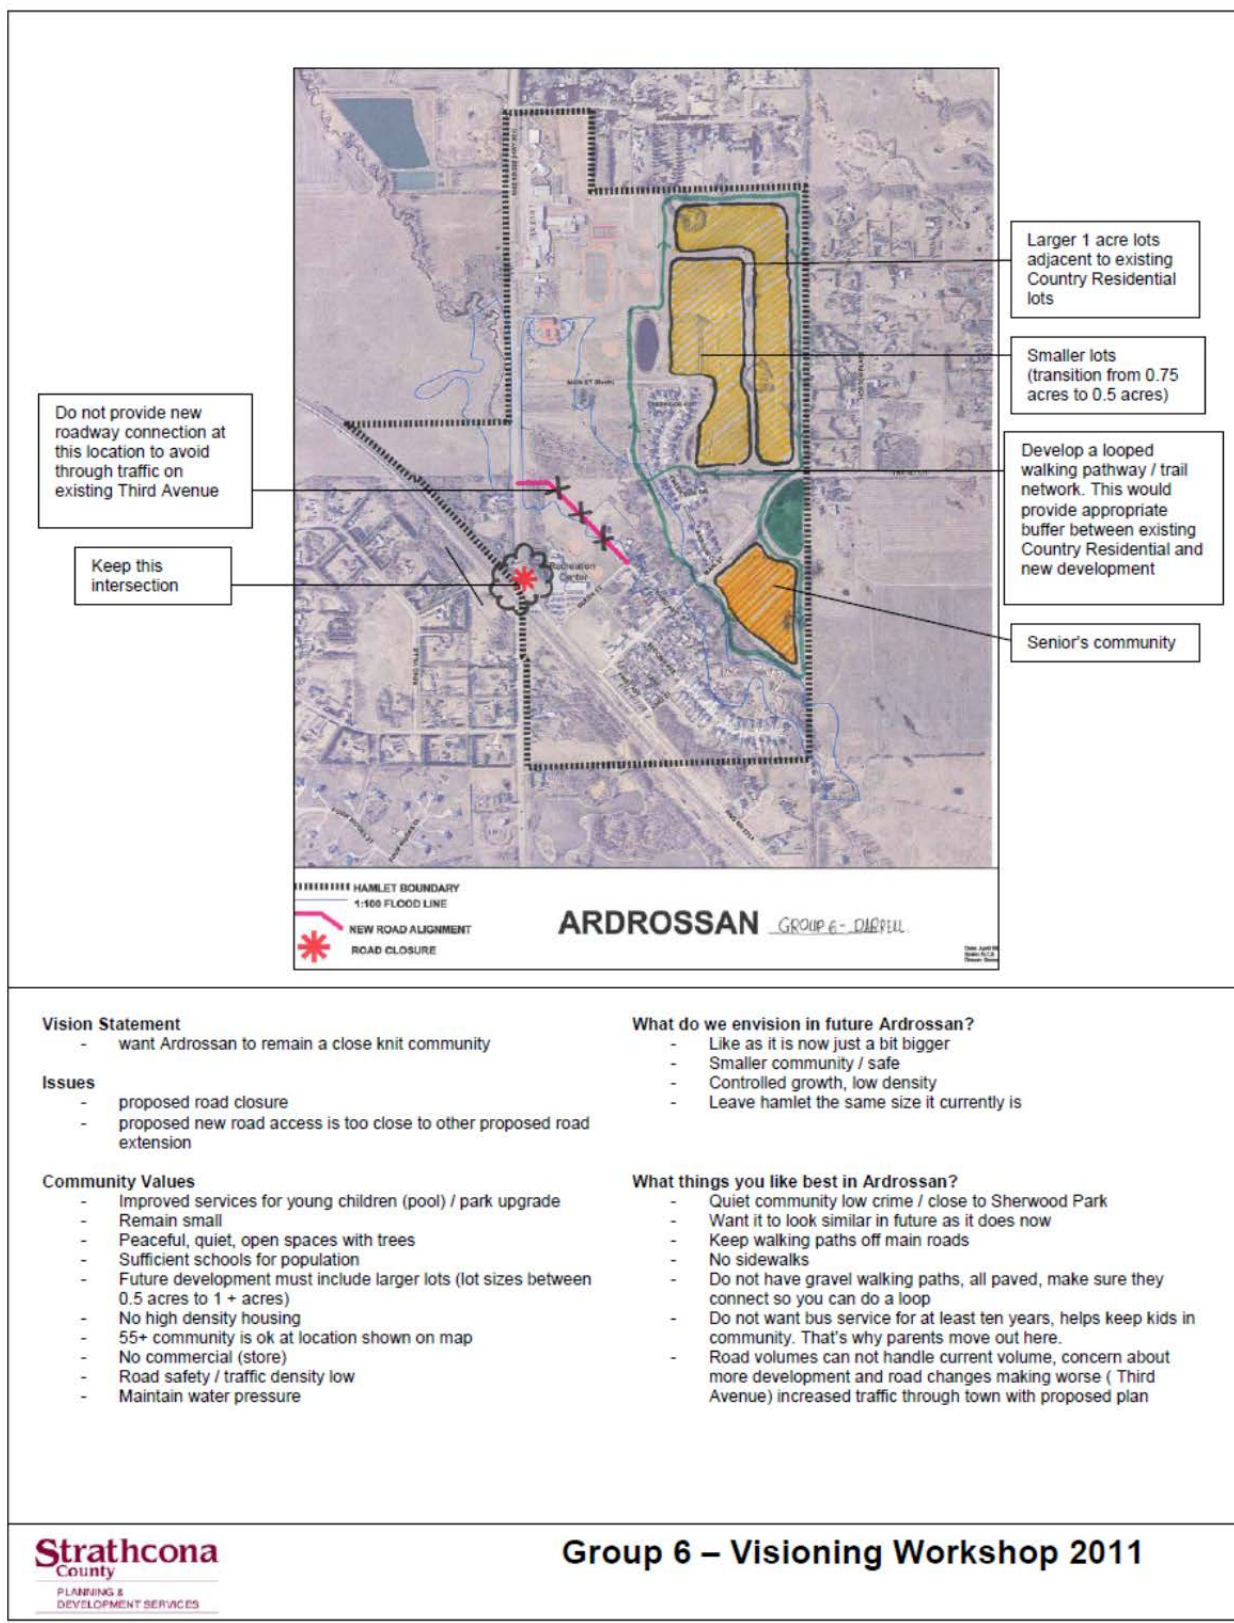 Larger 1 acre lots
adjacent to existing
Country Residential
lots
Smaller lots
(transition from 0.75
acres to 0.5 acres)
Do not provide new
roadway connection at
this location to avoid
through traffic on
existing Third Avenue
Develop a looped
walking pathway / trail
network. This would
provide appropriate
buffer between existing
Country Residential and
new development
Keep this
intersection
Senior's community
Recreation
Center
MAIN ST
HAMLET BOUNDARY
1:100 FLOOD LINE
NEW ROAD ALIGNMENT
ROAD CLOSURE
ARDROSSAN GROUP 6 - DARRELL
Vision Statement
- want Ardrossan to remain a close knit community
Issues
- proposed road closure
- proposed new road access is too close to other proposed road
extension
Community Values
- Improved services for young children (pool) / park upgrade
- Remain small
- Peaceful, quiet, open spaces with trees
- Sufficient schools for population
- Future development must include larger lots (lot sizes between
0.5 acres to 1 + acres)
- No high density housing
- 55+ community is ok at location shown on map
- No commercial (store)
- Road safety / traffic density low
- Maintain water pressure
What do we envision in future Ardrossan?
- Like as it is now just a bit bigger
- Smaller community / safe
- Controlled growth, low density
- Leave hamlet the same size it currently is
What things you like best in Ardrossan?
- Quiet community low crime / close to Sherwood Park
- Want it to look similar in future as it does now
- Keep walking paths off main roads
- No sidewalks
- Do not have gravel walking paths, all paved, make sure they
connect so you can do a loop
- Do not want bus service for at least ten years, helps keep kids in
community. That's why parents move out here.
- Road volumes can not handle current volume, concern about
more development and road changes making worse ( Third
Avenue) increased traffic through town with proposed plan
Strathcona
County
PLANNING &
DEVELOPMENT SERVICES
Group 6 – Visioning Workshop 2011